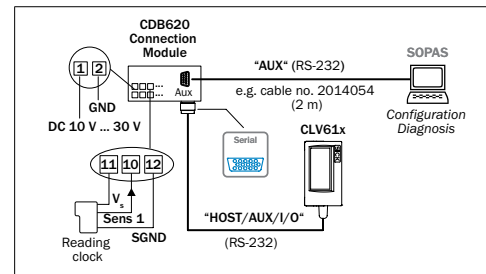 CDB620
Connection
Module
1 2
GND
DC 10 V ... 30 V
Aux
"AUX" (RS-232)
e.g. cable no. 2014054
(2 m)
SOPAS
Configuration
Diagnosis
Serial
CLV61x
11 10 12
Vs
Sens 1
SGND
Reading
clock
"HOST/AUX/I/O"
(RS-232)